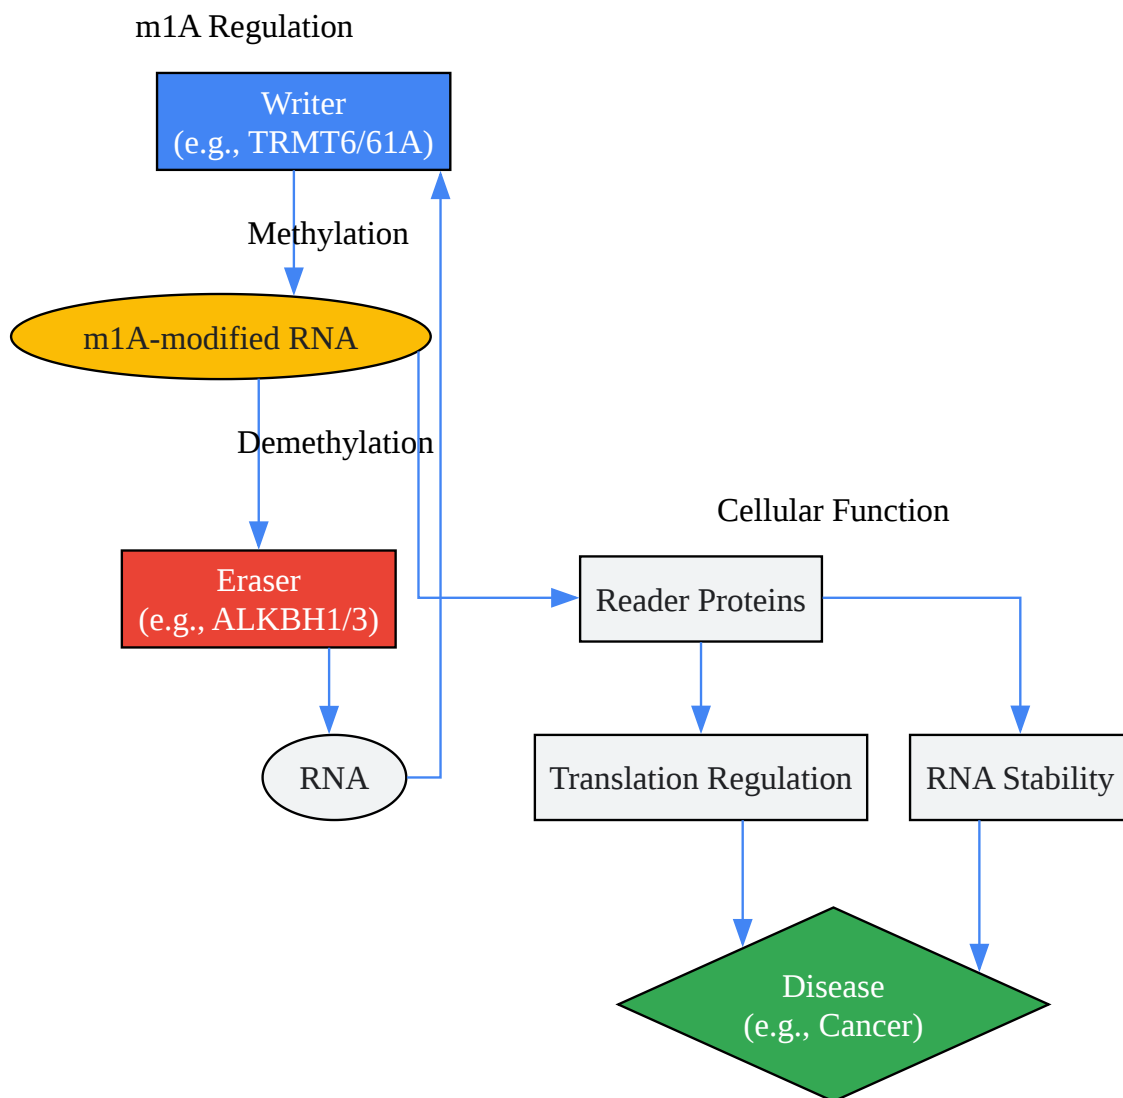 m1A Regulation
Writer
(e.g., TRMT6/61A)
Methylation
m1A-modified RNA
Demethylation
Eraser
(e.g., ALKBH1/3)
RNA
Cellular Function
Reader Proteins
Translation Regulation
RNA Stability
Disease
(e.g., Cancer)